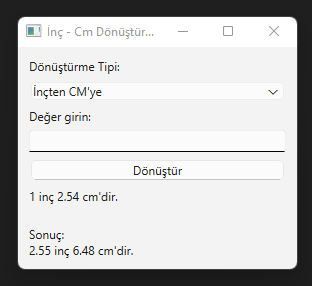 İnç - Cm Dönüştür...
Dönüştürme Tipi:
İnçten CM'ye
Değer girin:
Dönüştür
1 inç 2.54 cm'dir.
Sonuç:
2.55 inç 6.48 cm'dir.